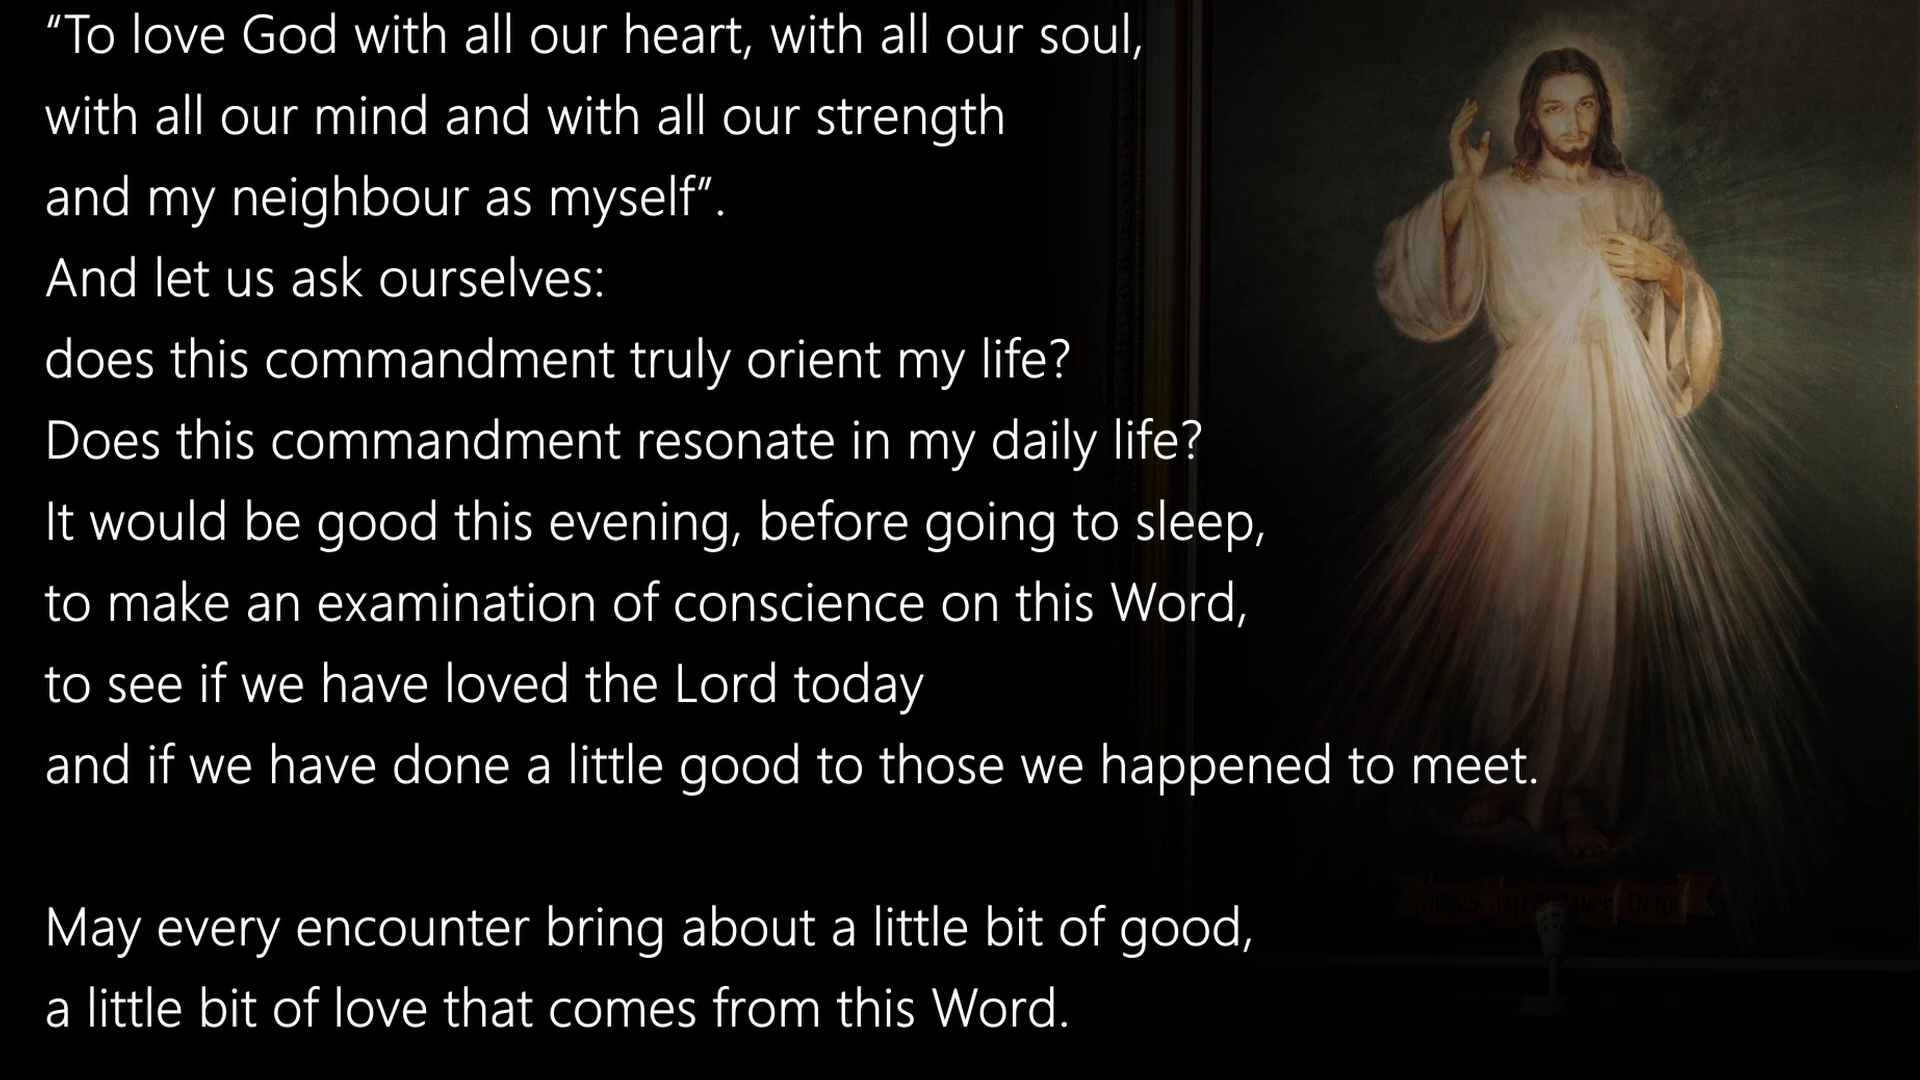 “To love God with all our heart, with all our soul,
with all our mind and with all our strength
and my neighbour as myself”.
And let us ask ourselves:
does this commandment truly orient my life?
Does this commandment resonate in my daily life?
It would be good this evening, before going to sleep,
to make an examination of conscience on this Word,
to see if we have loved the Lord today
and if we have done a little good to those we happened to meet.
May every encounter bring about a little bit of good,
a little bit of love that comes from this Word.
JESUS EN TOI